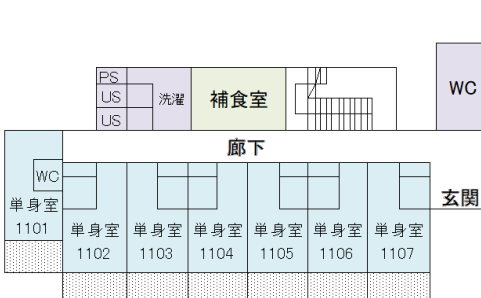 PS
US
US
洗濯
補食室
WC
廊下
WC
玄関
単身室
1101
単身室
1102
単身室
1103
単身室
1104
単身室
1105
単身室
1106
単身室
1107